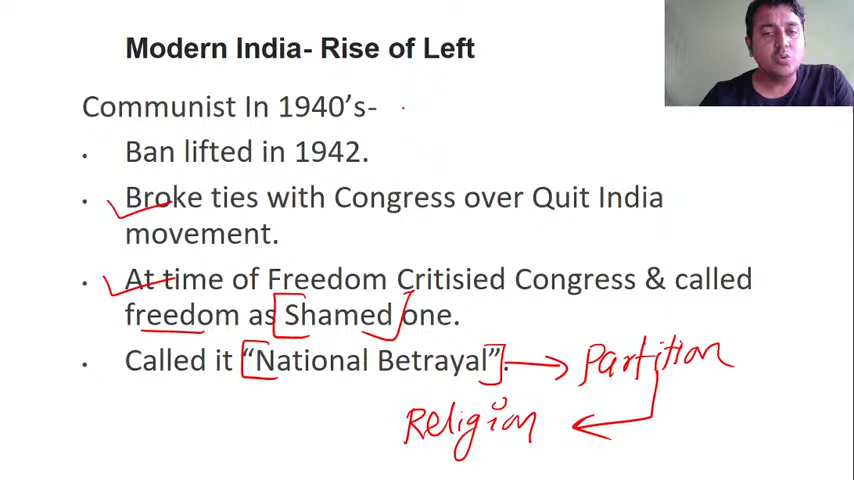 Modern India- Rise of Left
Communist In 1940's-
• Ban lifted in 1942.
• Broke ties with Congress over Quit India
movement.
• At time of Freedom Critisied Congress & called
freedom as Shamed one.
• Called it “National Betrayal”. → Partition
Religion ←